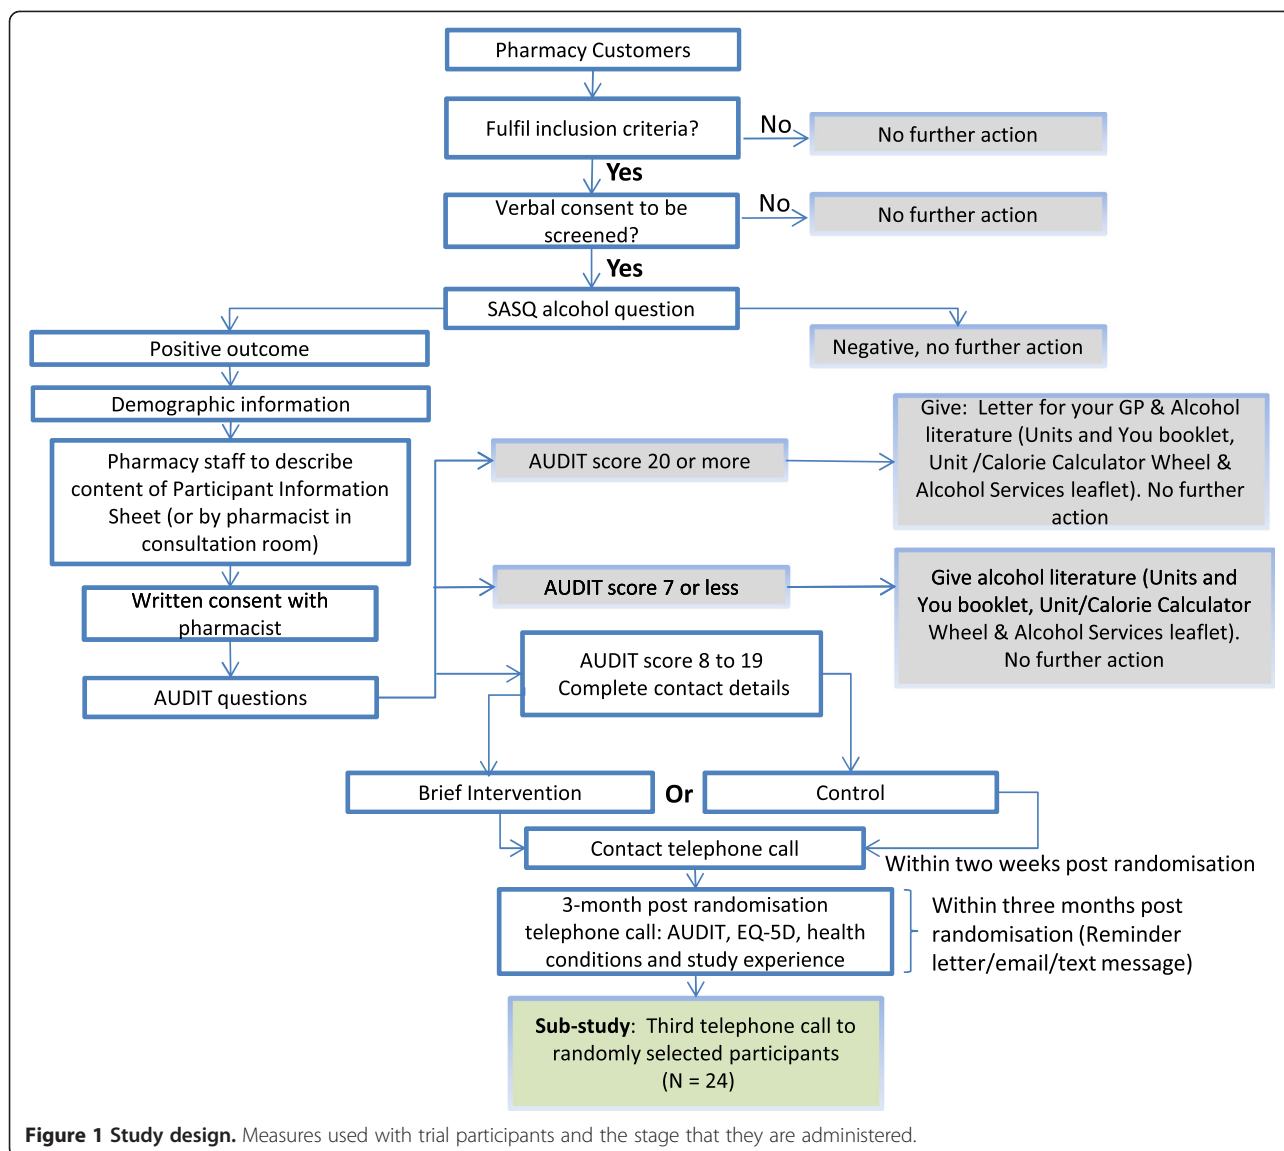 Pharmacy Customers
Fulfil inclusion criteria?
No
No further action
Yes
Verbal consent to be
screened?
No
No further action
Yes
SASQ alcohol question
Positive outcome
Negative, no further action
Demographic information
Pharmacy staff to describe
content of Participant Information
Sheet (or by pharmacist in
consultation room)
Written consent with
pharmacist
AUDIT questions
AUDIT score 20 or more
Give:  Letter for your GP & Alcohol
literature (Units and You booklet,
Unit /Calorie Calculator Wheel &
Alcohol Services leaflet). No further
action
AUDIT score 7 or less
Give alcohol literature (Units and
You booklet, Unit/Calorie Calculator
Wheel & Alcohol Services leaflet).
No further action
AUDIT score 8 to 19
Complete contact details
Brief Intervention
Or
Control
Contact telephone call
Within two weeks post randomisation
3-month post randomisation
telephone call: AUDIT, EQ-5D, health
conditions and study experience
Within three months post
randomisation (Reminder
letter/email/text message)
Sub-study:  Third telephone call to
randomly selected participants
(N = 24)
Figure 1 Study design. Measures used with trial participants and the stage that they are administered.